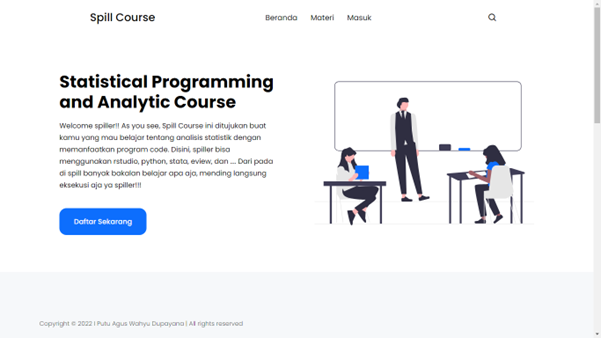 Spill Course
Beranda Materi Masuk
Statistical Programming
and Analytic Course
Welcome spiller!! As you see, Spill Course ini ditujukan buat
kamu yang mau belajar tentang analisis statistik dengan
memanfaatkan program code. Disini, spiller bisa
menggunakan rstudio, python, stata, eview, dan .... Dari pada
di spill banyak bakalan belajar apa aja, mending langsung
eksekusi aja ya spiller!!!
Daftar Sekarang
Copyright © 2022 I Putu Agus Wahyu Dupayana | All rights reserved